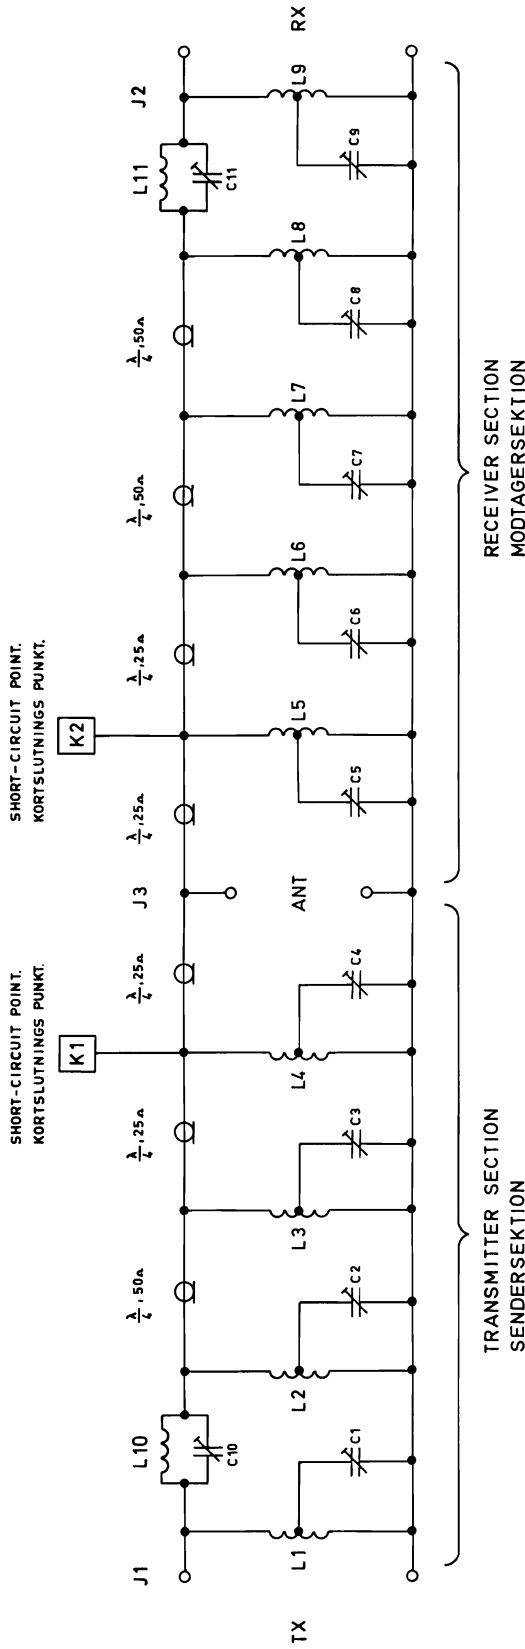 SHORT-CIRCUIT POINT.
KORTSLUTNINGS PUNKT.
SHORT-CIRCUIT POINT.
KORTSLUTNINGS PUNKT.
K1
K2
J1
L10
C10
λ/4,50Ω
λ/4,25Ω
λ/4,25Ω
J3
λ/4,25Ω
λ/4,25Ω
λ/4,50Ω
λ/4,50Ω
L11
C11
J2
TX
L1
C1
L2
C2
L3
C3
L4
C4
ANT
C5
L5
C6
L6
C7
L7
C8
L8
C9
L9
RX
TRANSMITTER SECTION
SENDERSEKTION
RECEIVER SECTION
MODTAGERSEKTION